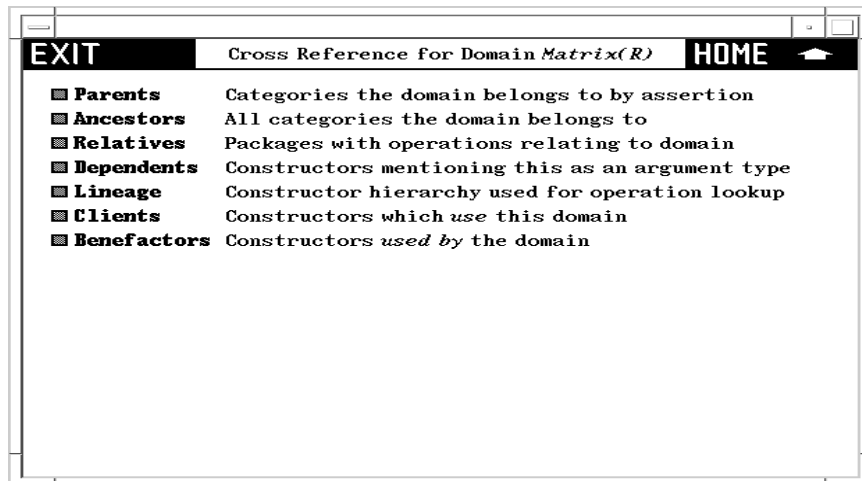 EXIT Cross Reference for Domain Matrix(R) HOME
Parents Categories the domain belongs to by assertion
Ancestors All categories the domain belongs to
Relatives Packages with operations relating to domain
Dependents Constructors mentioning this as an argument type
Lineage Constructor hierarchy used for operation lookup
Clients Constructors which use this domain
Benefactors Constructors used by the domain